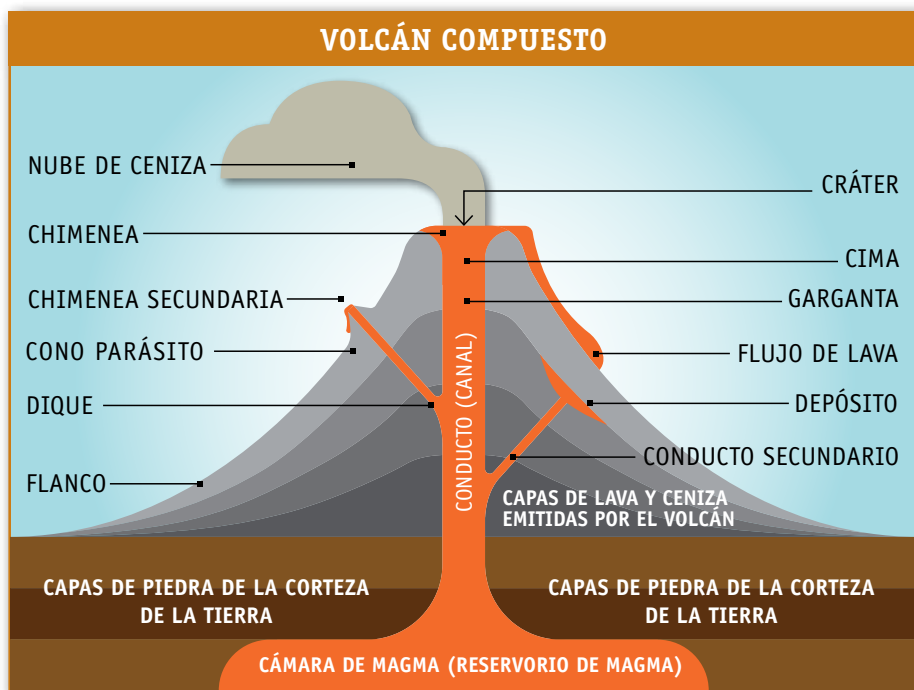 VOLCÁN COMPUESTO
NUBE DE CENIZA
CHIMENEA
CHIMENEA SECUNDARIA
CONO PARÁSITO
DIQUE
FLANCO
CRÁTER
CIMA
GARGANTA
FLUJO DE LAVA
DEPÓSITO
CONDUCTO SECUNDARIO
CONDUCTO (CANAL)
CAPAS DE LAVA Y CENIZA
EMITIDAS POR EL VOLCÁN
CAPAS DE PIEDRA DE LA CORTEZA
DE LA TIERRA
CAPAS DE PIEDRA DE LA CORTEZA
DE LA TIERRA
CÁMARA DE MAGMA (RESERVORIO DE MAGMA)